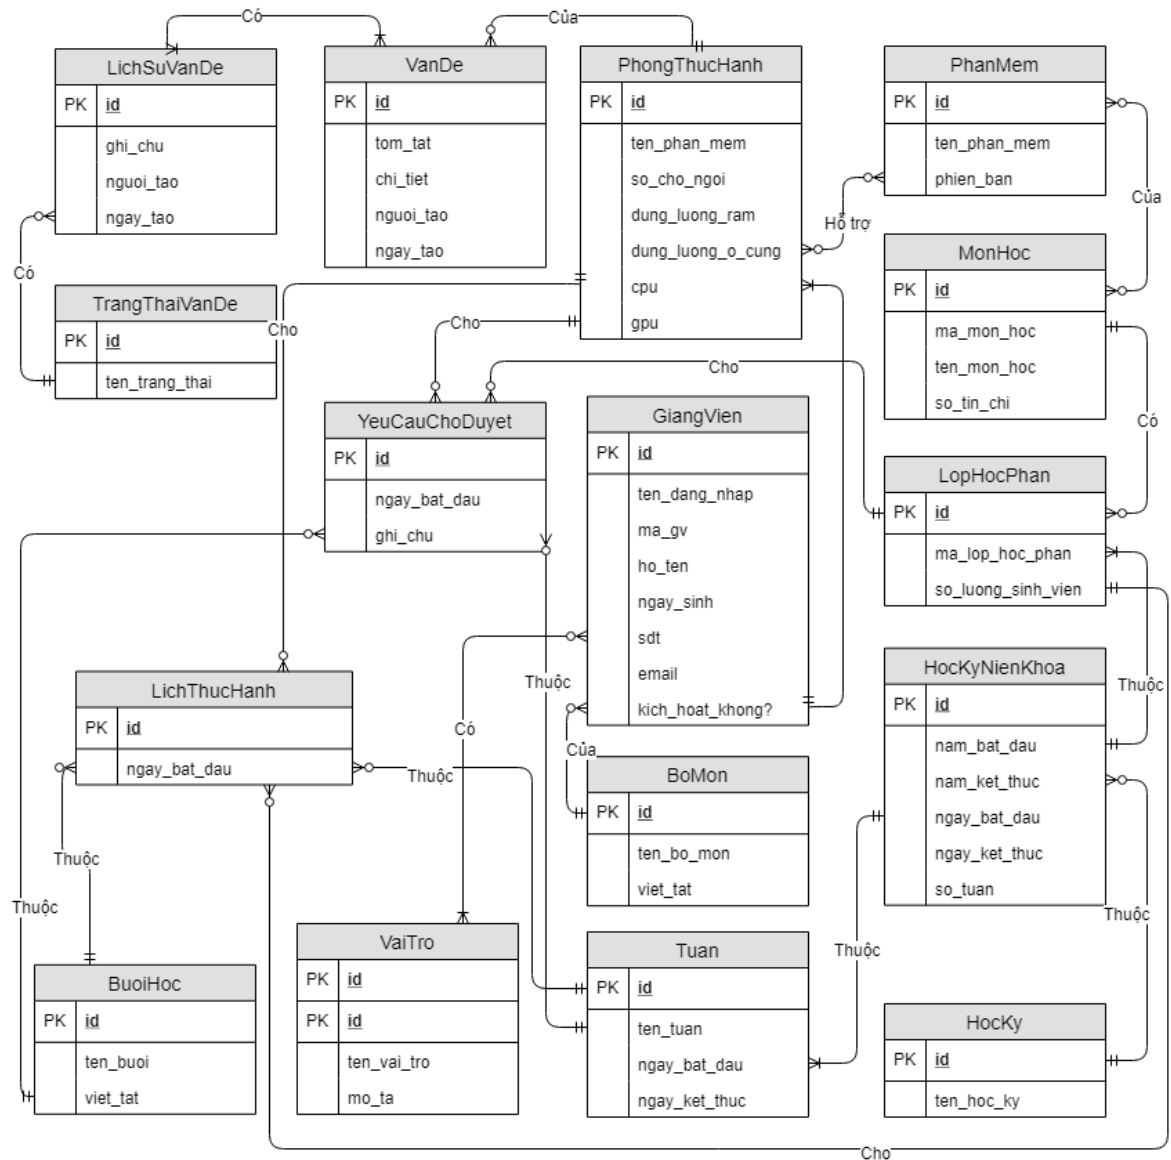 Có
Của
LichSuVanDe
PK id
ghi_chu
nguoi_tao
ngay_tao
VanDe
PK id
tom_tat
chi_tiet
nguoi_tao
ngay_tao
PhongThucHanh
PK id
ten_phan_mem
so_cho_ngoi
dung_luong_ram
dung_luong_o_cung
cpu
gpu
PhanMem
PK id
ten_phan_mem
phien_ban
Của
Hỗ trợ
Có
TrangThaiVanDe
PK id
ten_trang_thai
Cho
Cho
Cho
MonHoc
PK id
ma_mon_hoc
ten_mon_hoc
so_tin_chi
Có
YeuCauChoDuyet
PK id
ngay_bat_dau
ghi_chu
GiangVien
PK id
ten_dang_nhap
ma_gv
ho_ten
ngay_sinh
sdt
email
kich_hoat_khong?
LopHocPhan
PK id
ma_lop_hoc_phan
so_luong_sinh_vien
Thuộc
Thuộc
LichThucHanh
PK id
ngay_bat_dau
Có
Của
Thuộc
HocKyNienKhoa
PK id
nam_bat_dau
nam_ket_thuc
ngay_bat_dau
ngay_ket_thuc
so_tuan
BoMon
PK id
ten_bo_mon
viet_tat
Thuộc
Thuộc
Thuộc
Thuộc
BuoiHoc
PK id
ten_buoi
viet_tat
VaiTro
PK id
PK id
ten_vai_tro
mo_ta
Tuan
PK id
ten_tuan
ngay_bat_dau
ngay_ket_thuc
HocKy
PK id
ten_hoc_ky
Cho